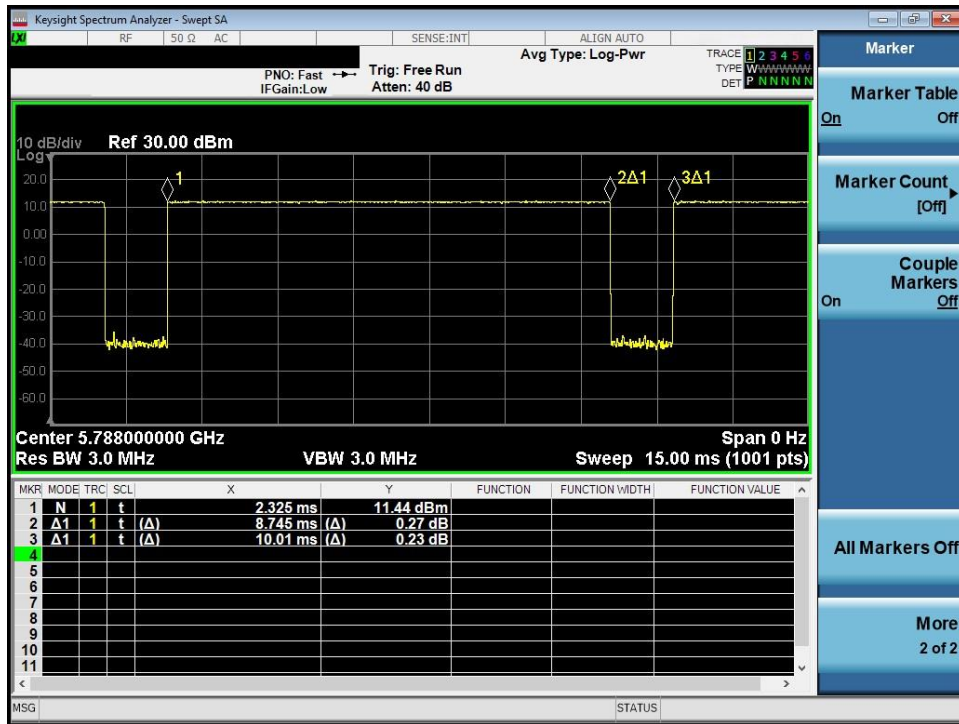 Keysight Spectrum Analyzer - Swept SA
LXI RF 50 Ω AC SENSE:INT ALIGN AUTO
Marker
Avg Type: Log-Pwr
TRACE 1 2 3 4 5 6
PNO: Fast Trig: Free Run
TYPE W W W W W W
IFGain:Low Atten: 40 dB
DET P N N N N N
Marker Table
On Off
10 dB/div Ref 30.00 dBm
Log
1 2Δ1 3Δ1
20.0
10.0
0.00
-10.0
-20.0
-30.0
-40.0
-50.0
-60.0
Marker Count
[Off]
Couple
Markers
On Off
Center 5.788000000 GHz Span 0 Hz
Res BW 3.0 MHz VBW 3.0 MHz Sweep 15.00 ms (1001 pts)
MKR MODE TRC SCL X Y FUNCTION FUNCTION WIDTH FUNCTION VALUE
1 N 1 t 2.325 ms 11.44 dBm
2 Δ1 1 t (Δ) 8.745 ms (Δ) 0.27 dB
3 Δ1 1 t (Δ) 10.01 ms (Δ) 0.23 dB
4
5
6
7
8
9
10
11
All Markers Off
More
2 of 2
MSG STATUS